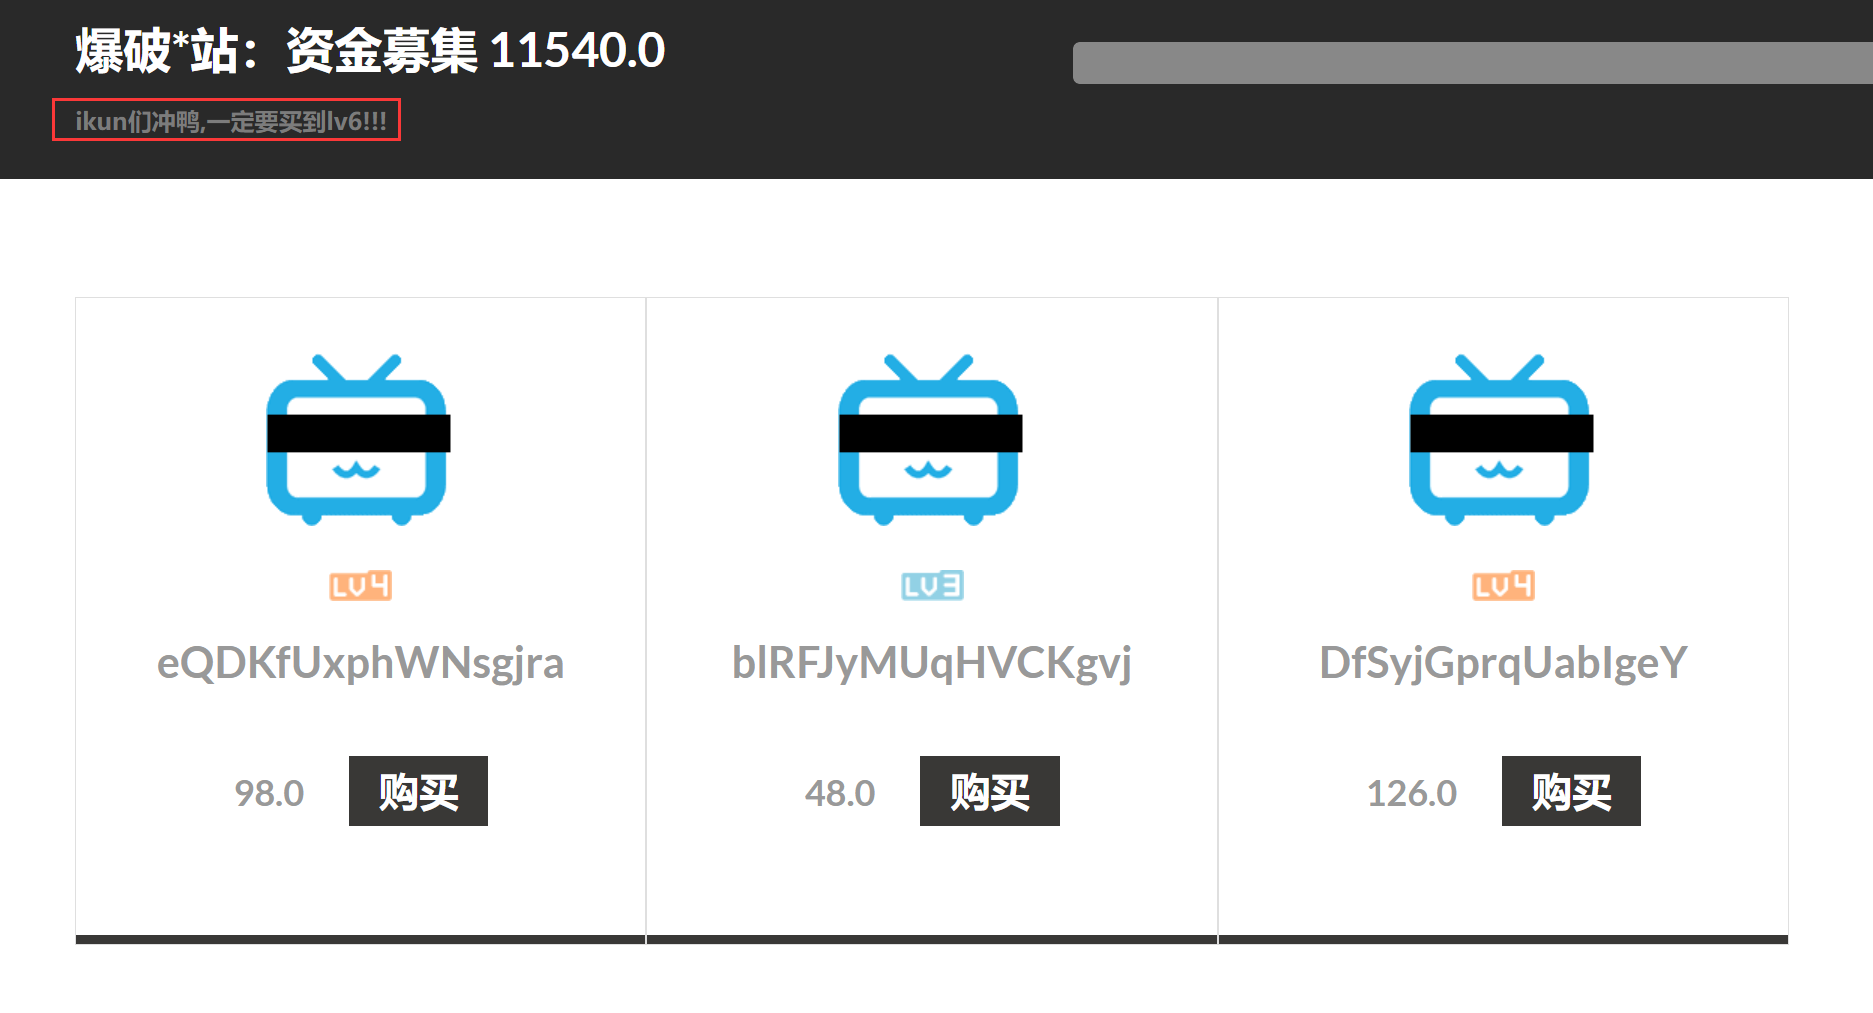 爆破*站：资金募集 11540.0
ikun们冲鸭,一定要买到lv6!!!
LV4
LV3
LV4
eQDKfUxphWNsgjra
blRFJyMUqHVCKgvj
DfSyjGprqUabIgeY
98.0 购买
48.0 购买
126.0 购买